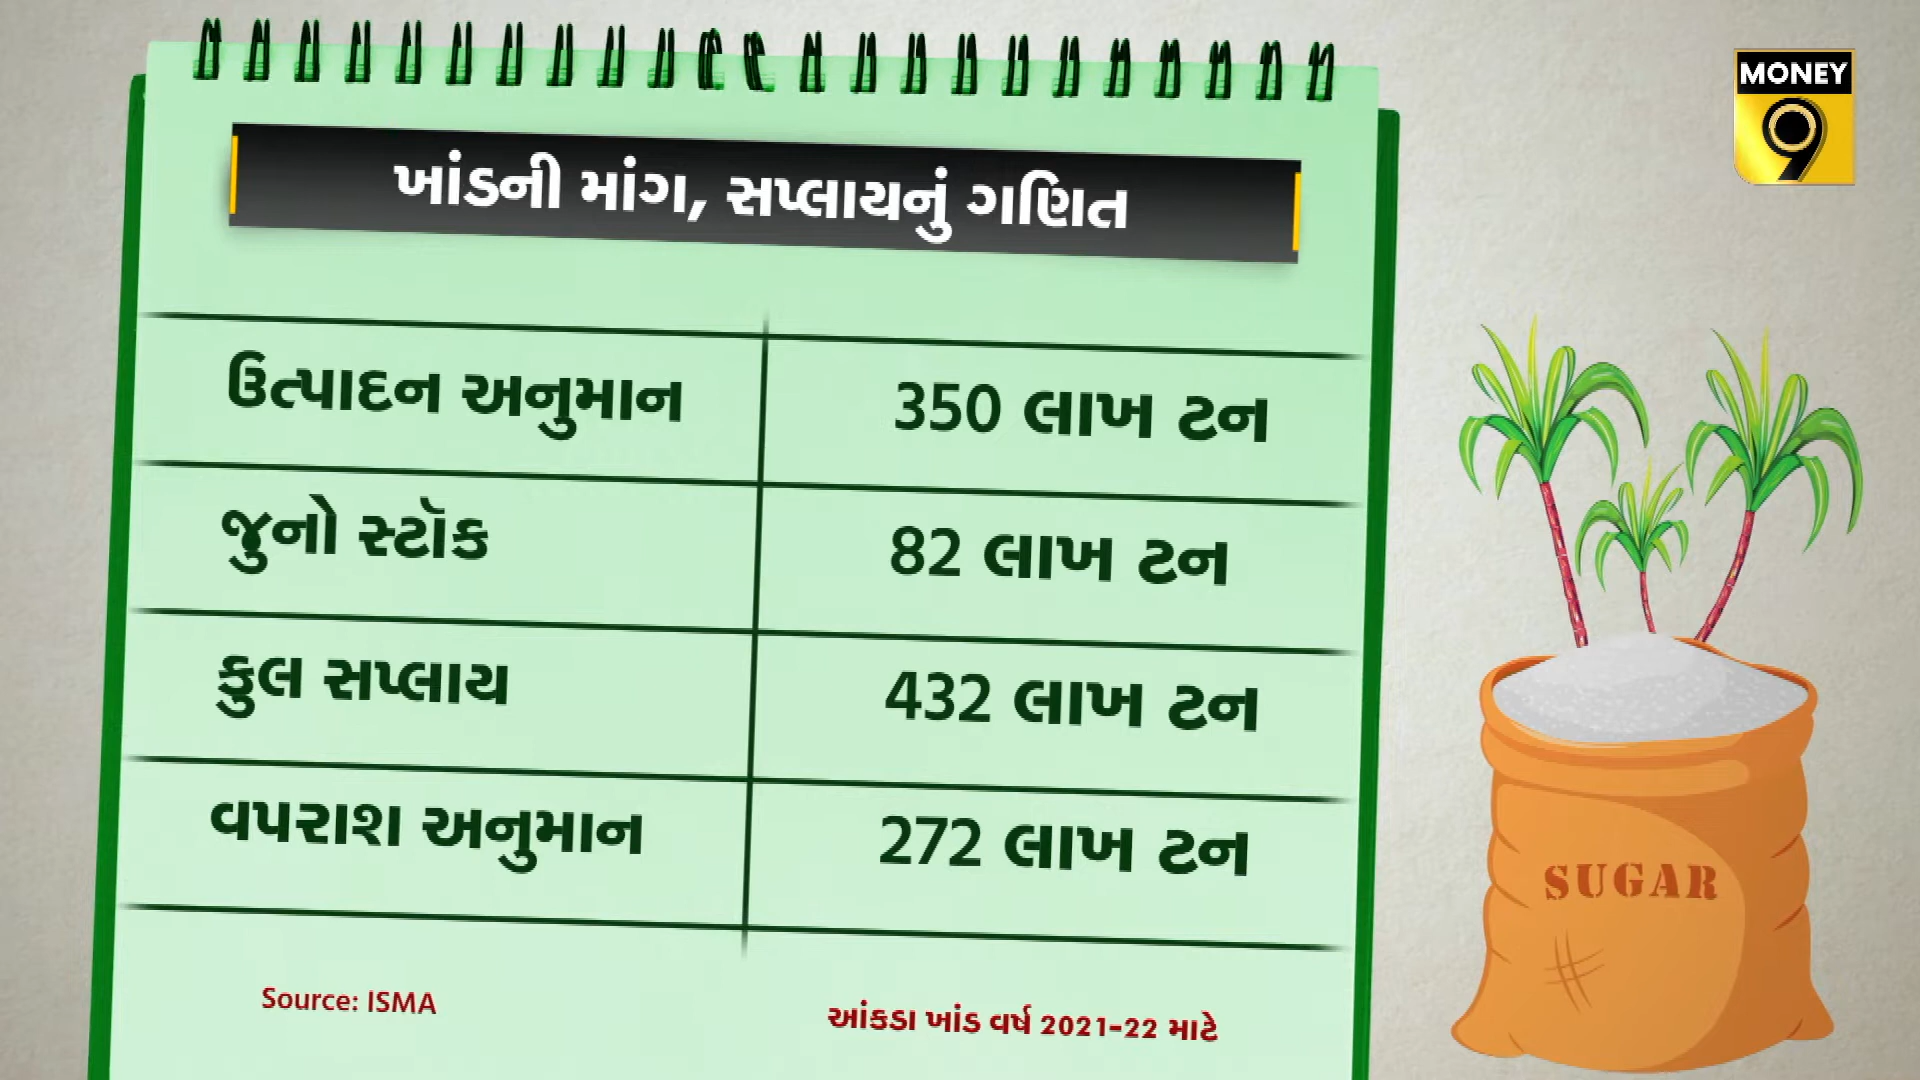 MONEY
9
ખાંડની માંગ, સપ્લાયનું ગણિત
ઉત્પાદન અનુમાન 350 લાખ ટન
જુનો સ્ટૉક 82 લાખ ટન
કુલ સપ્લાય 432 લાખ ટન
વપરાશ અનુમાન 272 લાખ ટન
SUGAR
Source: ISMA
આંકડા ખાંડ વર્ષ 2021-22 માટે